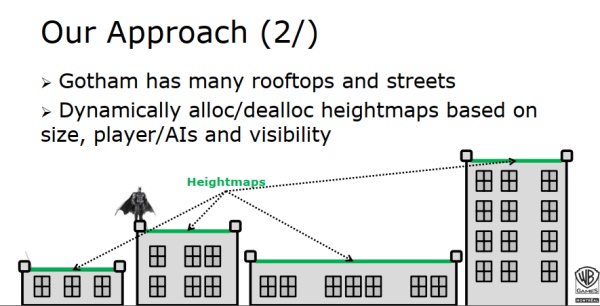 Our Approach (2/)
➢ Gotham has many rooftops and streets
➢ Dynamically alloc/dealloc heightmaps based on
size, player/AIs and visibility
Heightmaps
WB
GAMES
MONTRÉAL